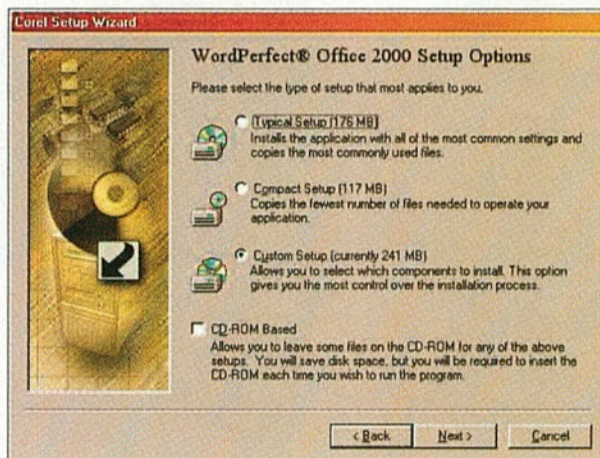 Corel Setup Wizard
WordPerfect® Office 2000 Setup Options
Please select the type of setup that most applies to you.
Typical Setup (176 MB)
Installs the application with all of the most common settings and
copies the most commonly used files.
Compact Setup (117 MB)
Copies the fewest number of files needed to operate your
application.
Custom Setup (currently 241 MB)
Allows you to select which components to install. This option
gives you the most control over the installation process.
CD-ROM Based
Allows you to leave some files on the CD-ROM for any of the above
setups. You will save disk space, but you will be required to insert the
CD-ROM each time you wish to run the program.
< Back Next > Cancel